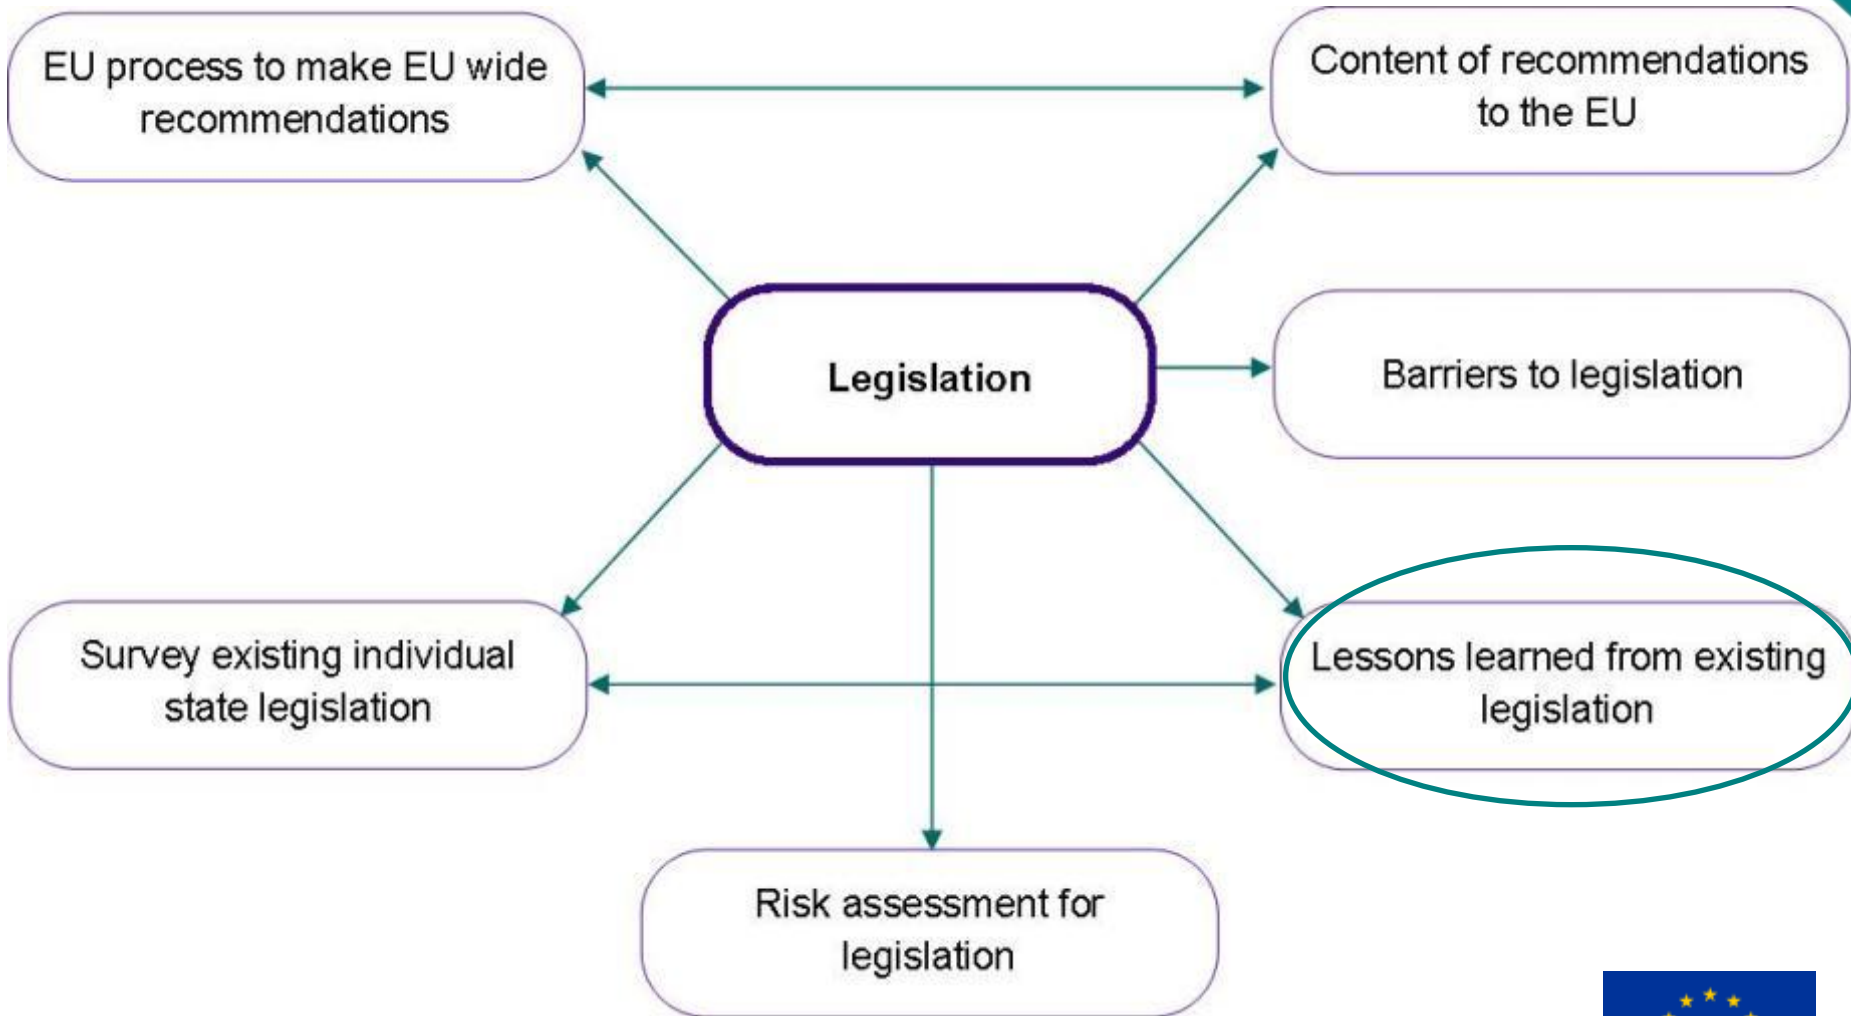 EU process to make EU wide
recommendations
Content of recommendations
to the EU
Legislation
Barriers to legislation
Survey existing individual
state legislation
Lessons learned from existing
legislation
Risk assessment for
legislation